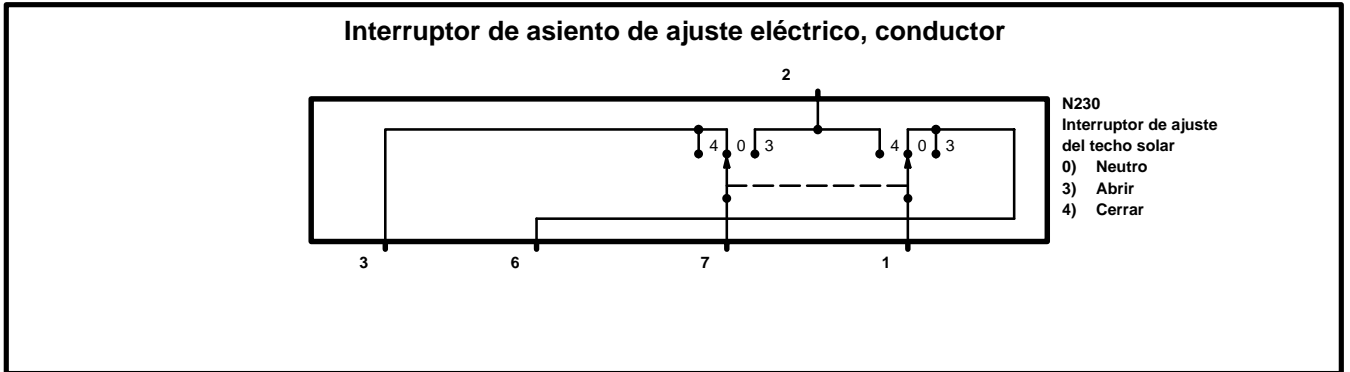 Interruptor de asiento de ajuste eléctrico, conductor
2
N230
Interruptor de ajuste
del techo solar
0) Neutro
3) Abrir
4) Cerrar
4 0 3 4 0 3
3 6 7 1